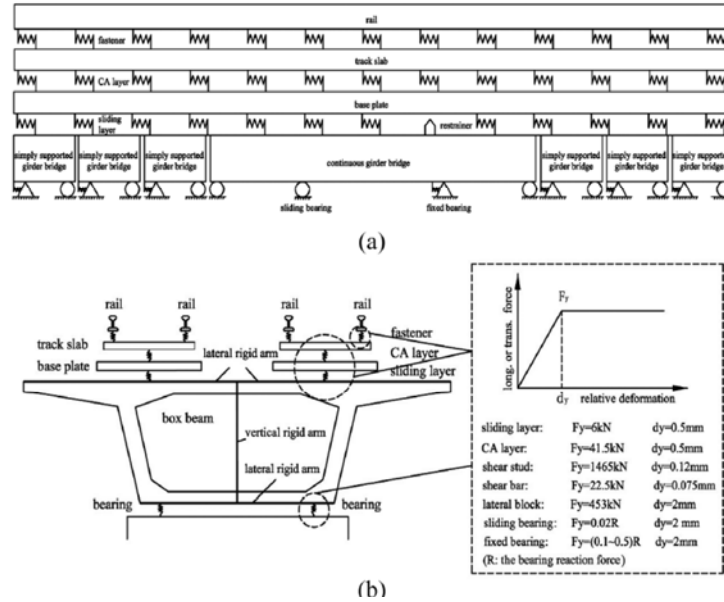 rail
fastener
track slab
CA layer
base plate
sliding
layer
restrainer
simply supported
girder bridge
simply supported
girder bridge
simply supported
girder bridge
continuous girder bridge
simply supported
girder bridge
simply supported
girder bridge
simply supported
girder bridge
sliding bearing
fixed bearing
(a)
rail rail rail rail
track slab
base plate
lateral rigid arm
fastener
CA layer
sliding layer
box beam
vertical rigid arm
lateral rigid arm
bearing
bearing
long. or trans. force
Fy
dy
relative deformation
sliding layer: Fy=6kN dy=0.5mm
CA layer: Fy=41.5kN dy=0.5mm
shear stud: Fy=1465kN dy=0.12mm
shear bar: Fy=22.5kN dy=0.075mm
lateral block: Fy=453kN dy=2mm
sliding bearing: Fy=0.02R dy=2 mm
fixed bearing: Fy=(0.1~0.5)R dy=2mm
(R: the bearing reaction force)
(b)